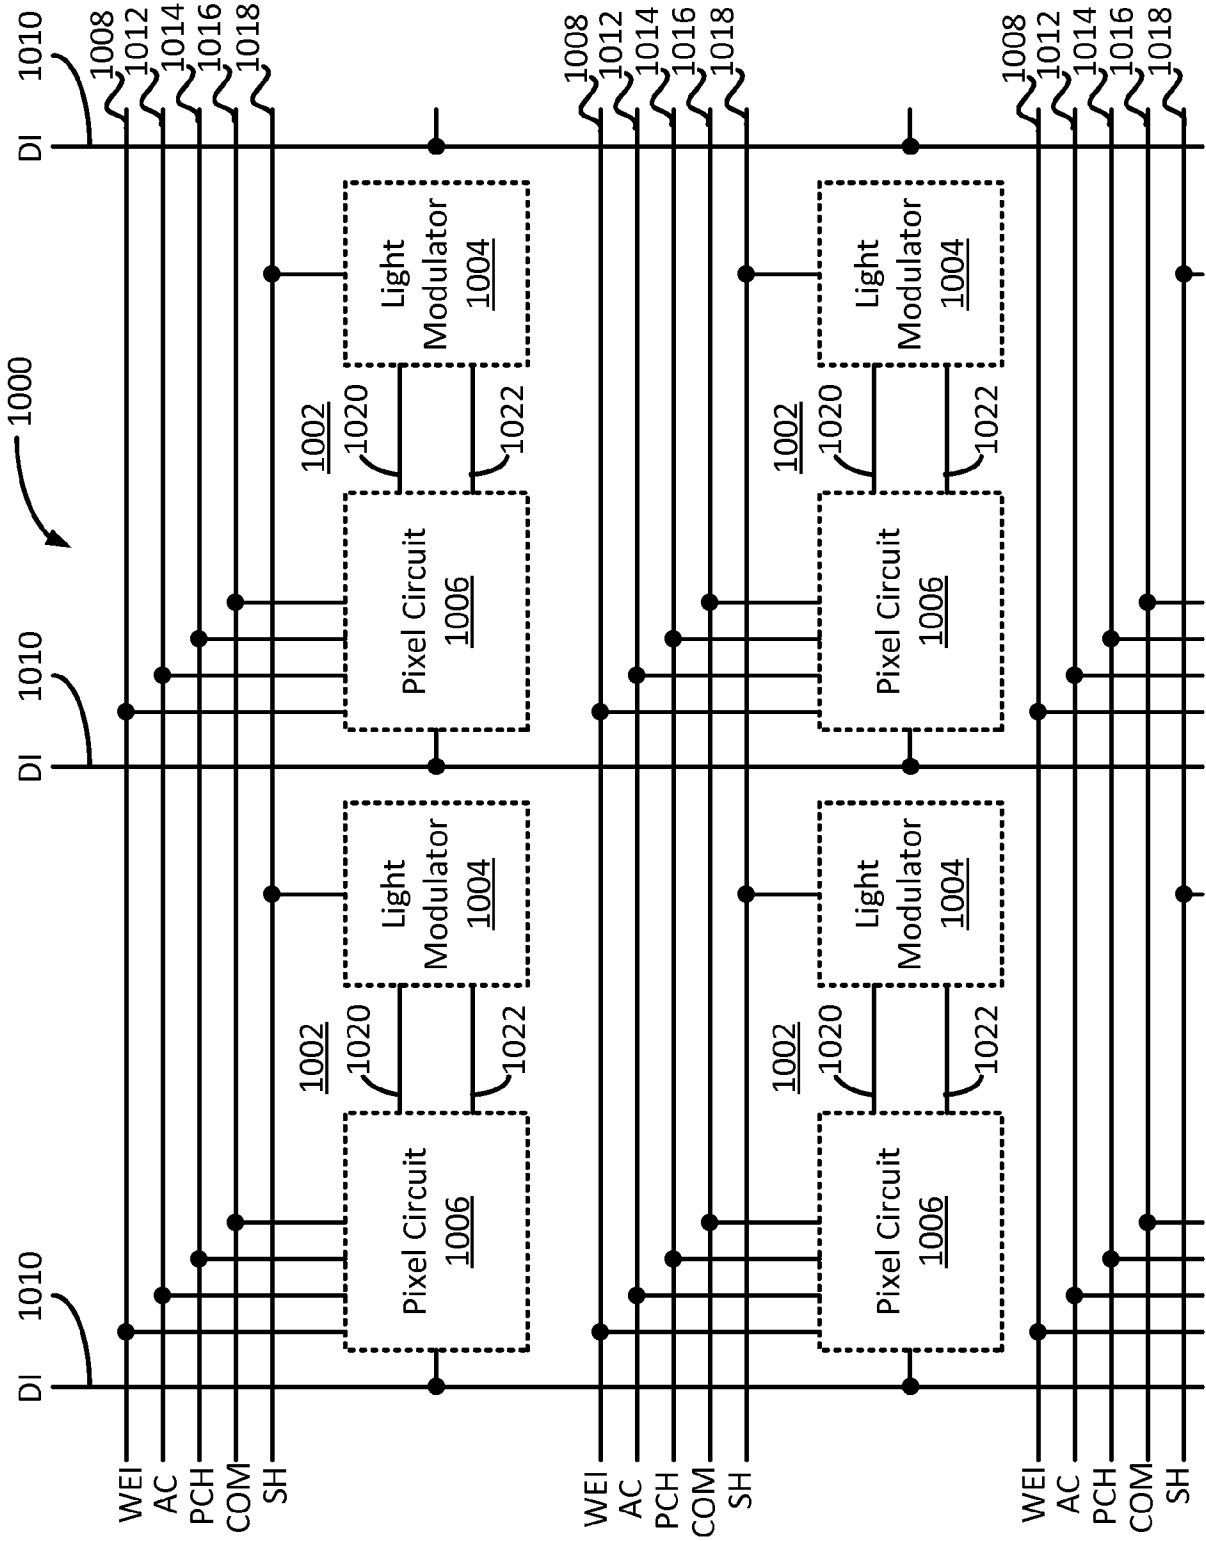 1000
DI
1010
DI
1010
DI
1010
WEI
1008
AC
1012
PCH
1014
COM
1016
SH
1018
Pixel Circuit
1006
1002
1020
1022
Light
Modulator
1004
Pixel Circuit
1006
1002
1020
1022
Light
Modulator
1004
WEI
1008
AC
1012
PCH
1014
COM
1016
SH
1018
Pixel Circuit
1006
1002
1020
1022
Light
Modulator
1004
Pixel Circuit
1006
1002
1020
1022
Light
Modulator
1004
WEI
1008
AC
1012
PCH
1014
COM
1016
SH
1018